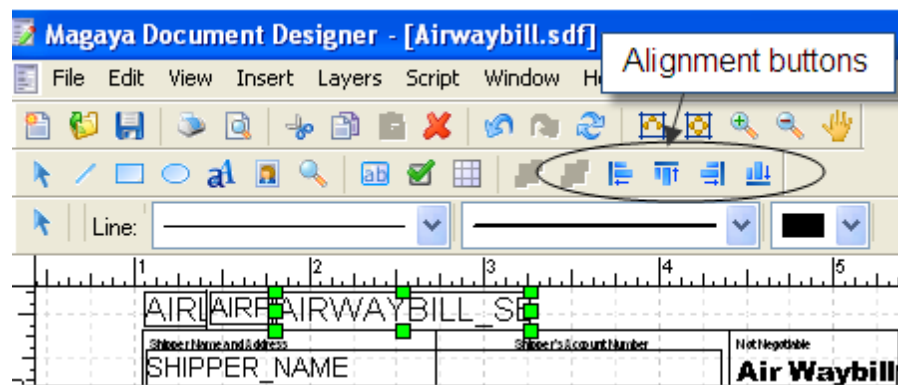 Magaya Document Designer - [Airwaybill.sdf]
Alignment buttons
File Edit View Insert Layers Script Window
Line:
1 2 3 4 5
AIRWAYBILL_SE
Shipper Name and Address Shipper's Account Number Not Negotiable
SHIPPER_NAME Air Waybill